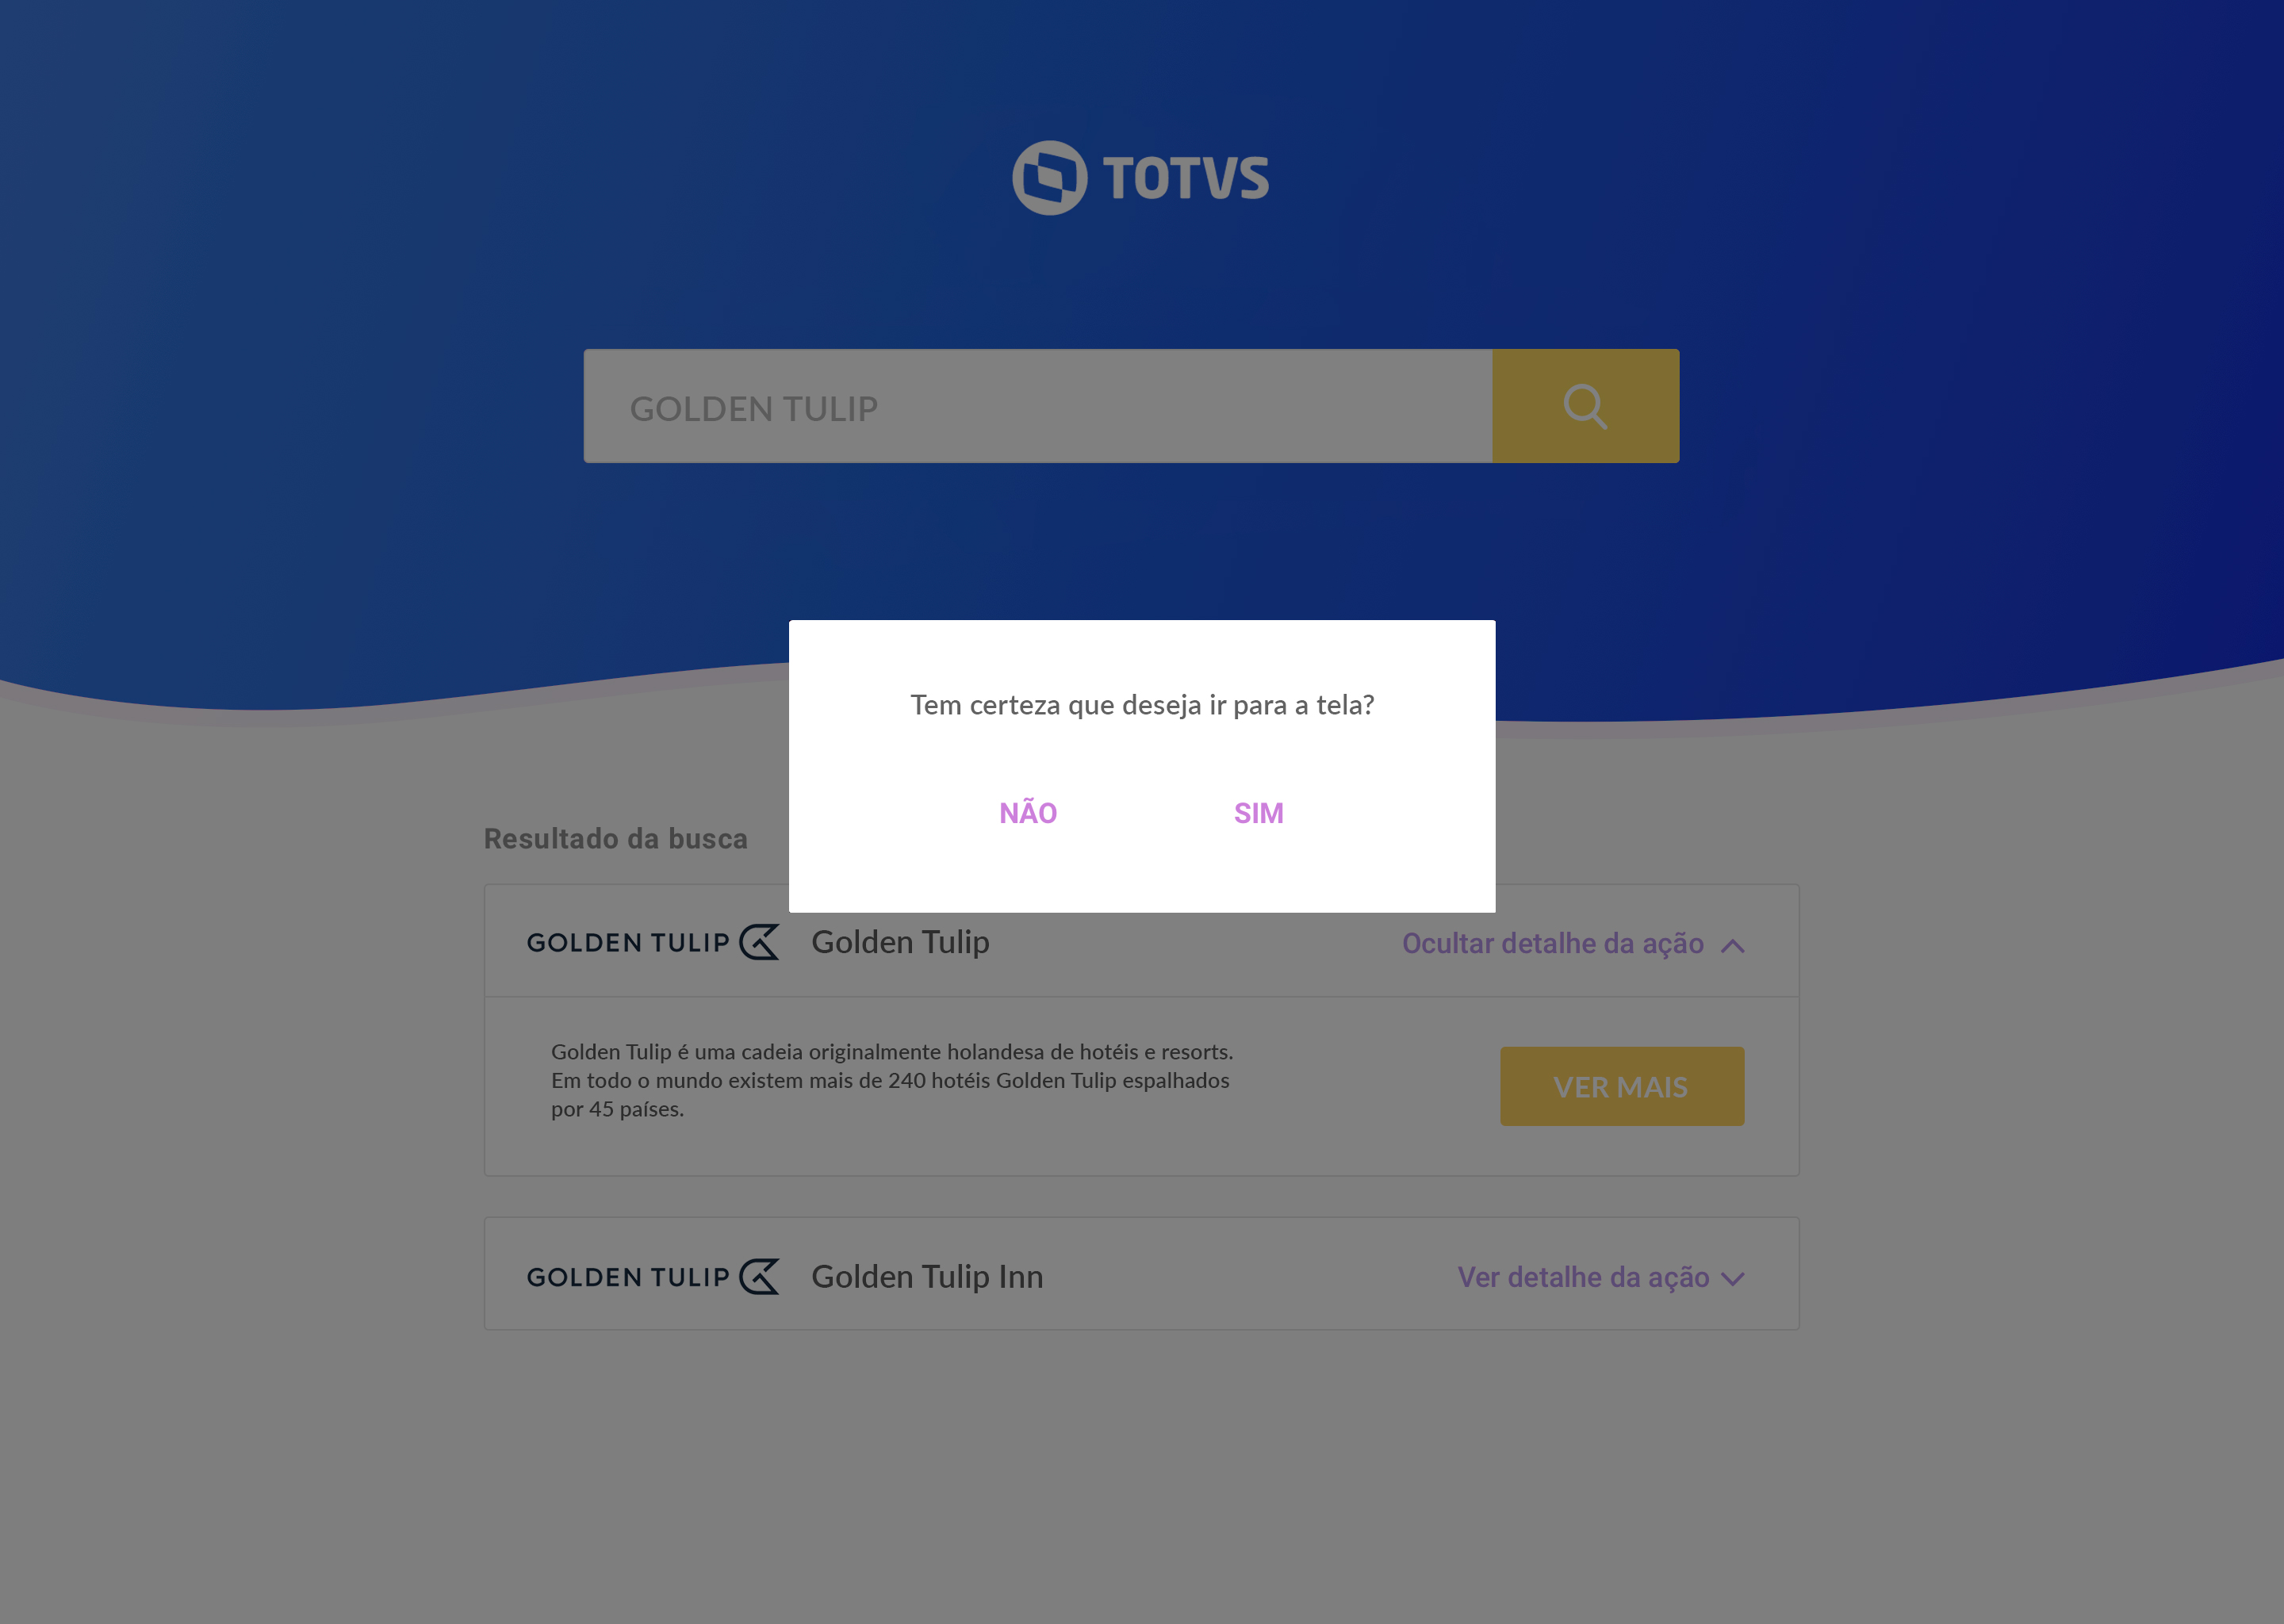 TOTVS
GOLDEN TULIP
Tem certeza que deseja ir para a tela?
NÃO SIM
Resultado da busca
GOLDEN TULIP Golden Tulip Ocultar detalhe da ação
Golden Tulip é uma cadeia originalmente holandesa de hotéis e resorts.
Em todo o mundo existem mais de 240 hotéis Golden Tulip espalhados
por 45 países.
VER MAIS
GOLDEN TULIP Golden Tulip Inn Ver detalhe da ação